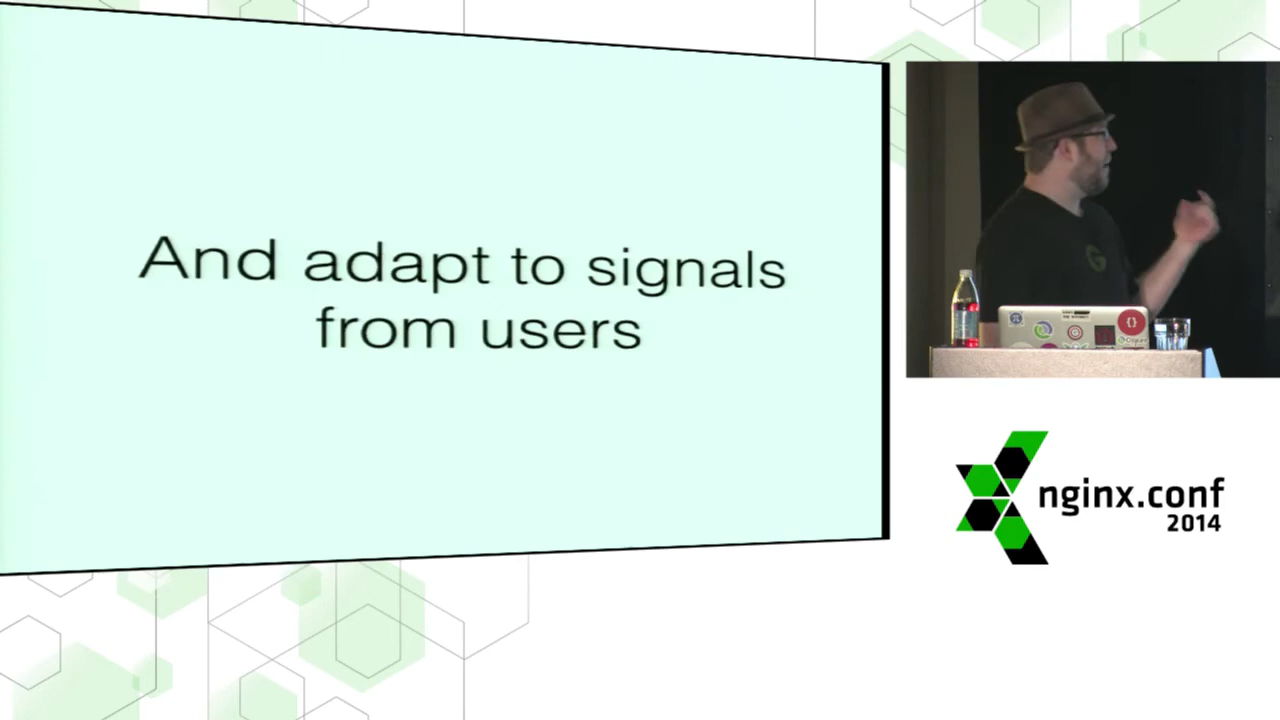 And adapt to signals
from users
nginx.conf
2014